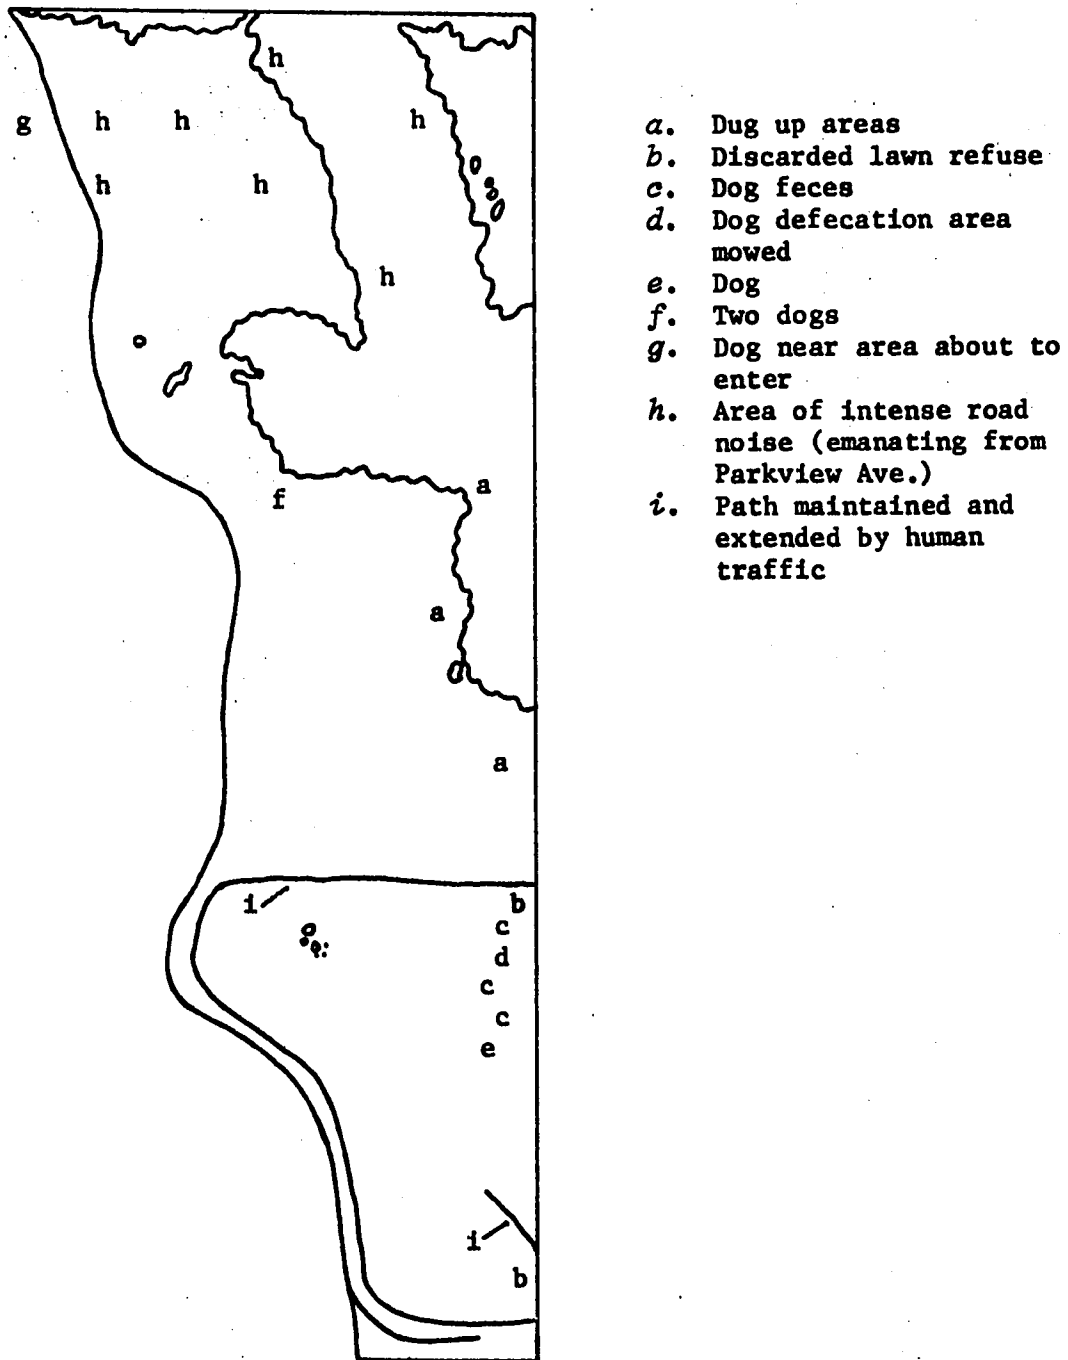 h
g h h h
h h
h
f a
a
a
i b
c
d
c
c
e
i
b
a. Dug up areas
b. Discarded lawn refuse
c. Dog feces
d. Dog defecation area
mowed
e. Dog
f. Two dogs
g. Dog near area about to
enter
h. Area of intense road
noise (emanating from
Parkview Ave.)
i. Path maintained and
extended by human
traffic